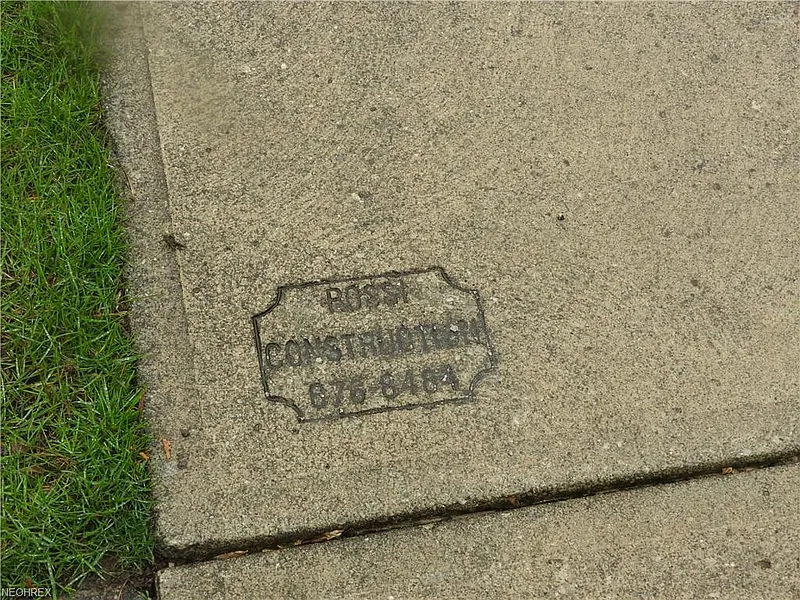 ROSSI
CONSTRUCTION
676-6484
NEOHREX